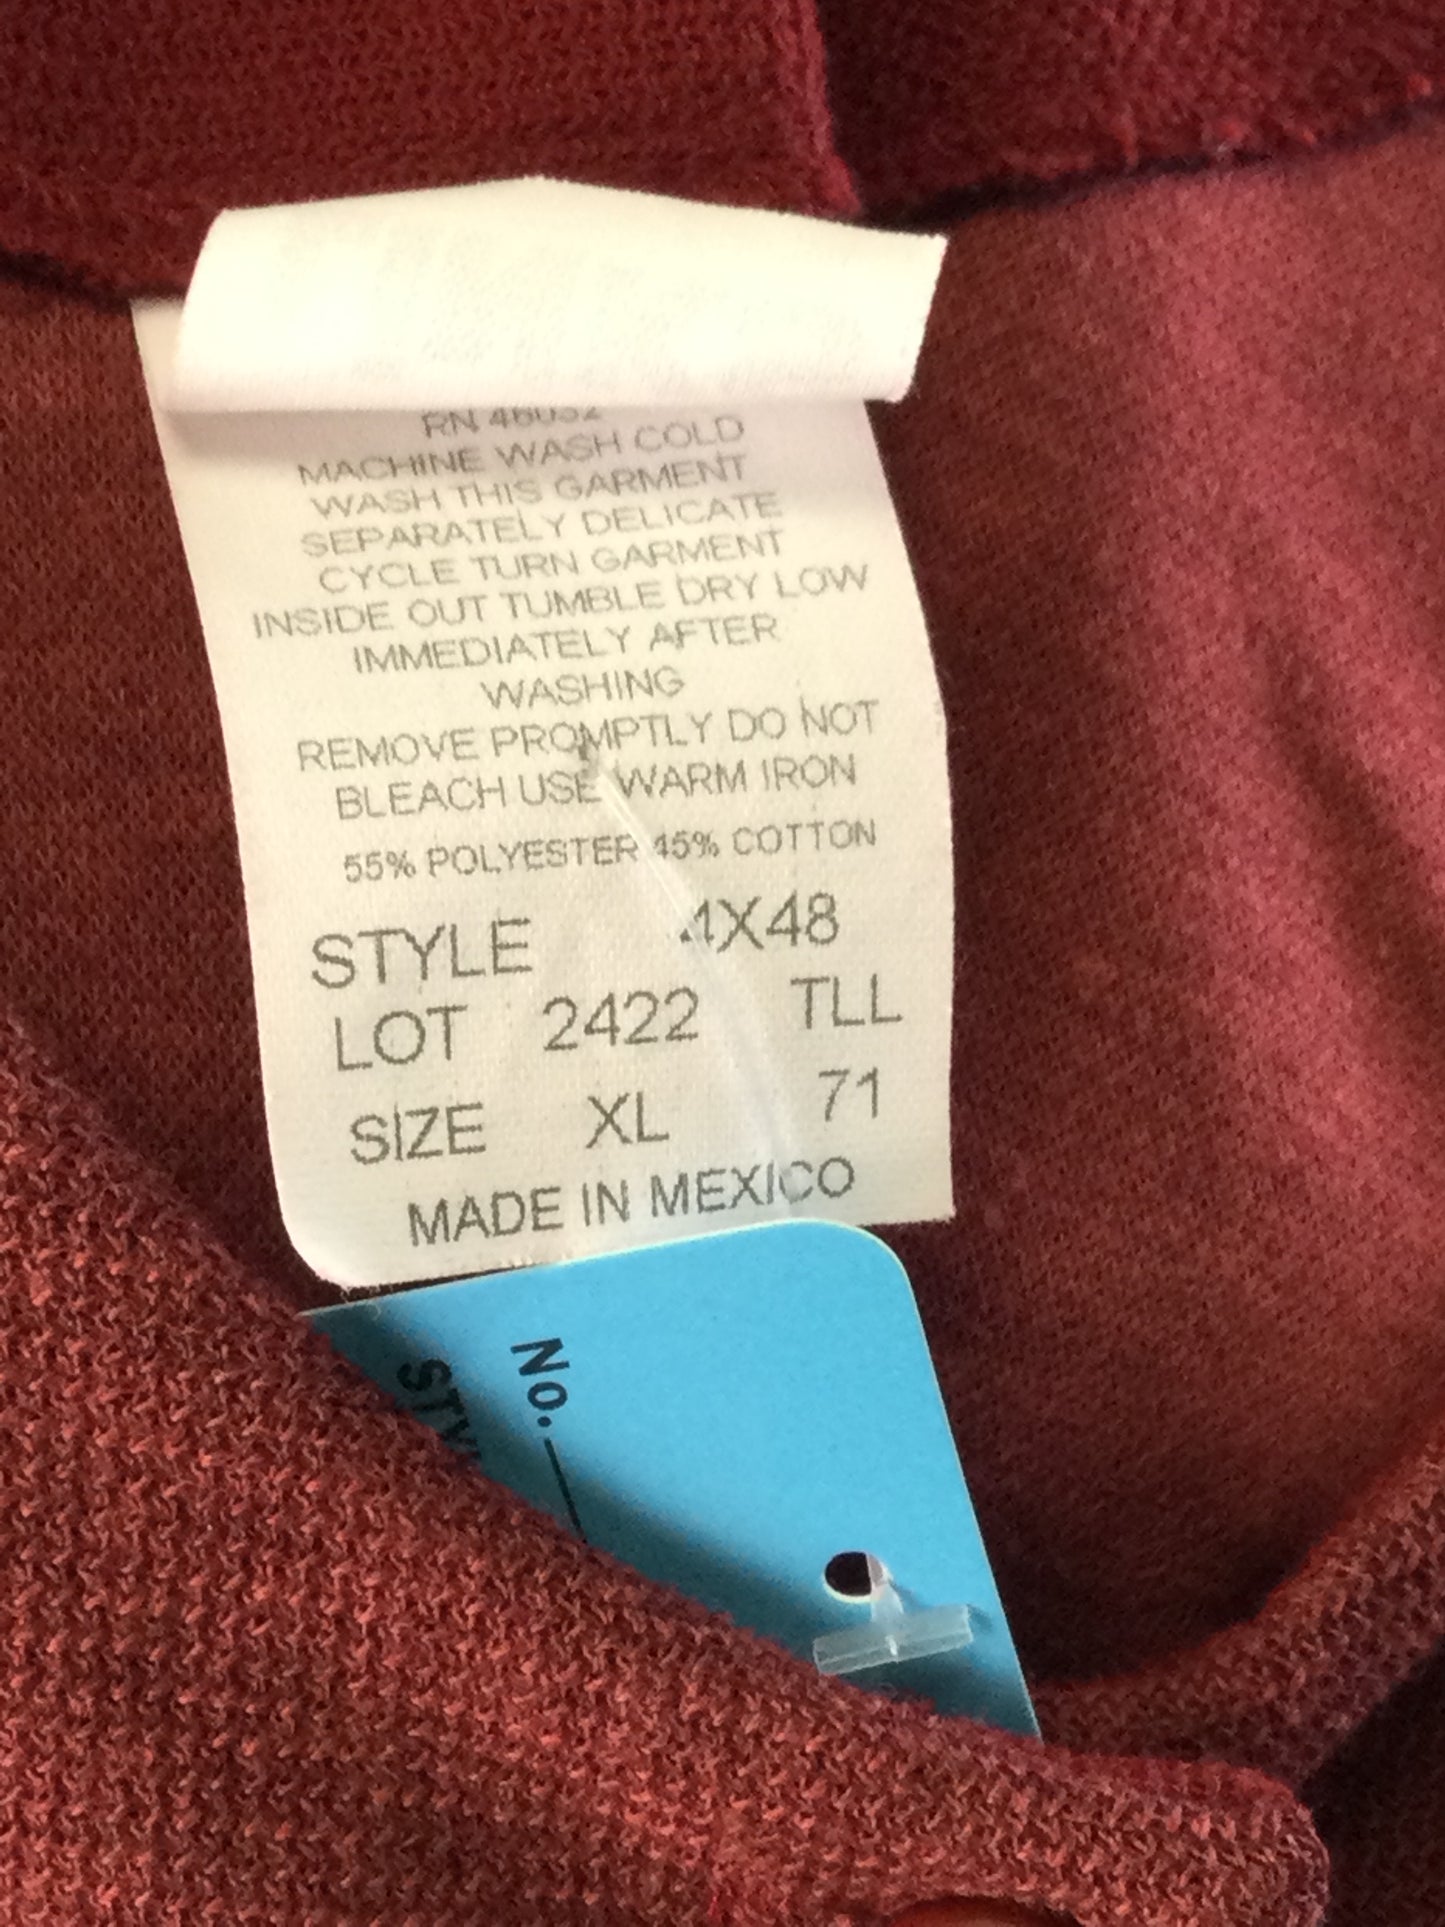 RN 46032
MACHINE WASH COLD
WASH THIS GARMENT
SEPARATELY DELICATE
CYCLE TURN GARMENT
INSIDE OUT TUMBLE DRY LOW
IMMEDIATELY AFTER
WASHING
REMOVE PROMPTLY DO NOT
BLEACH USE WARM IRON
55% POLYESTER 45% COTTON
STYLE 4X48
LOT 2422 TLL
SIZE XL 71
MADE IN MEXICO
No.